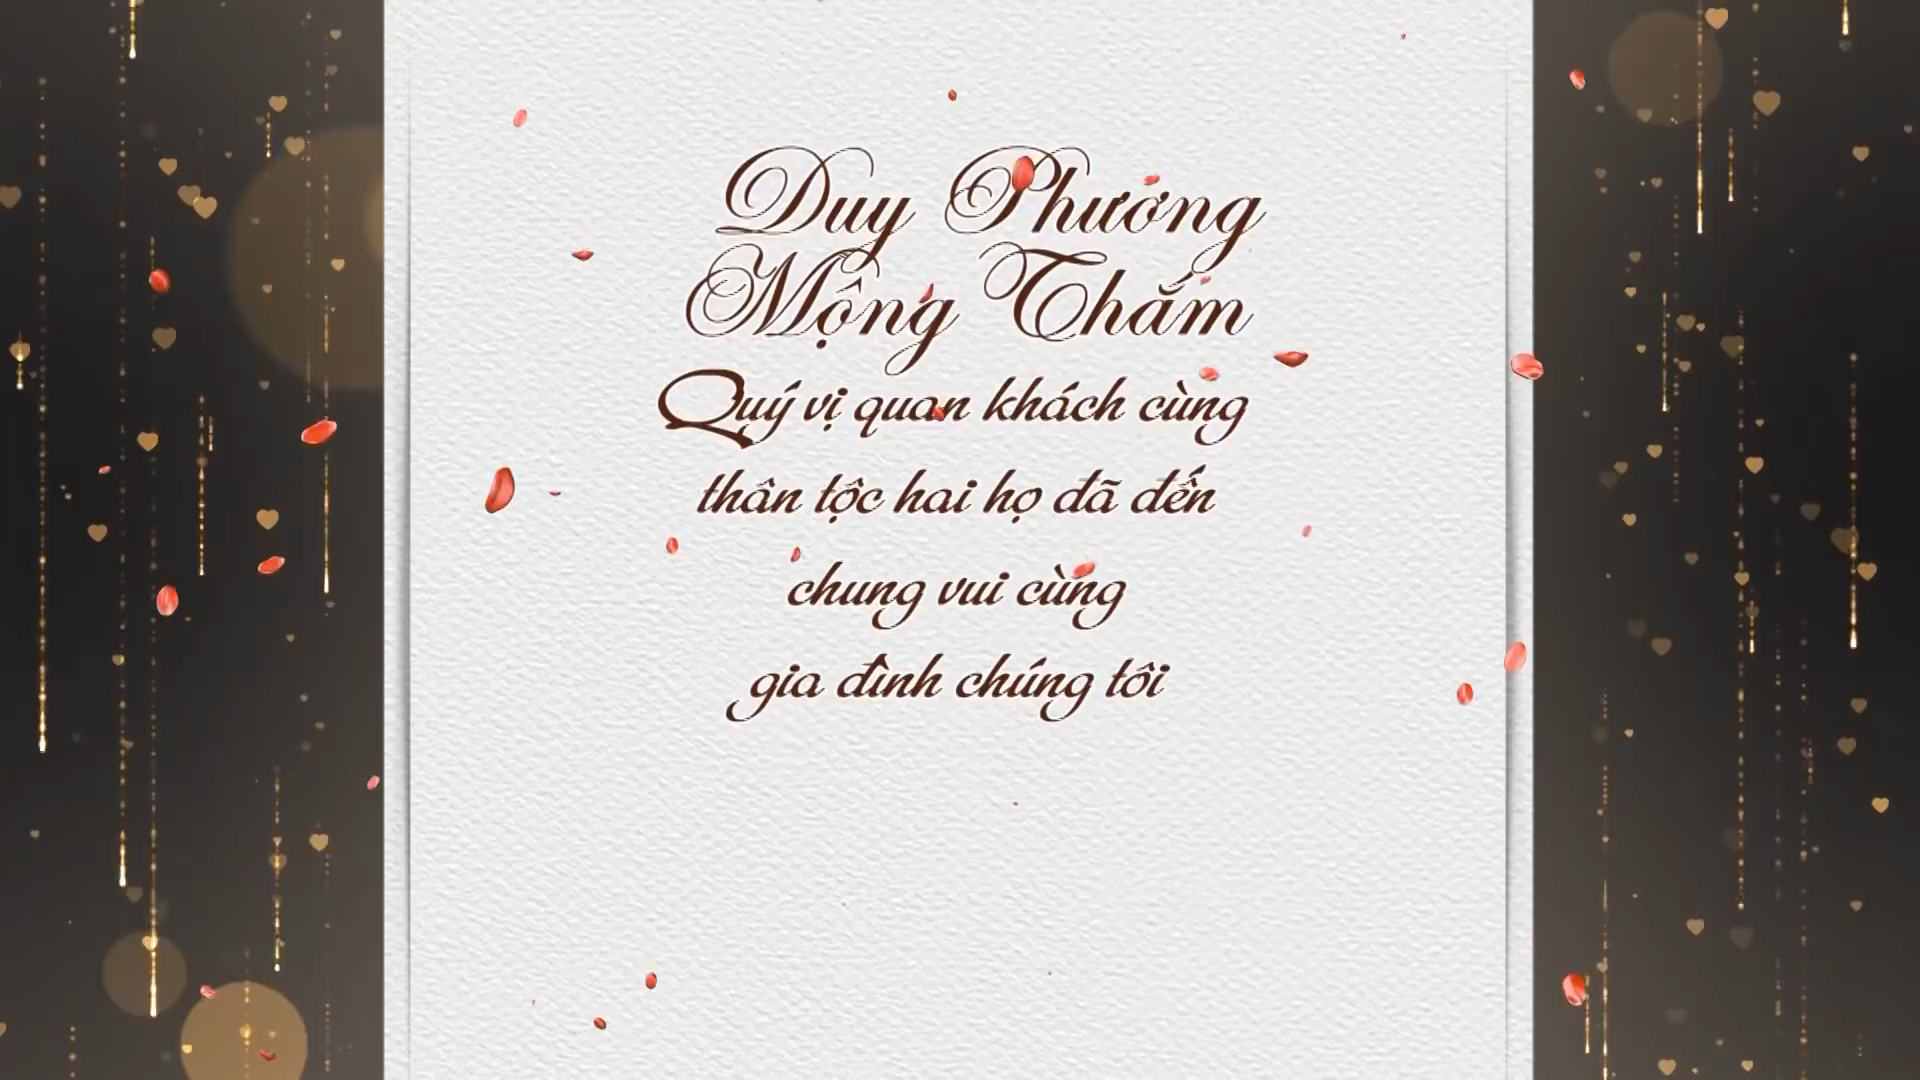 Duy Phương
Mộng Thắm
Quý vị quan khách cùng
thân tộc hai họ đã đến
chung vui cùng
gia đình chúng tôi